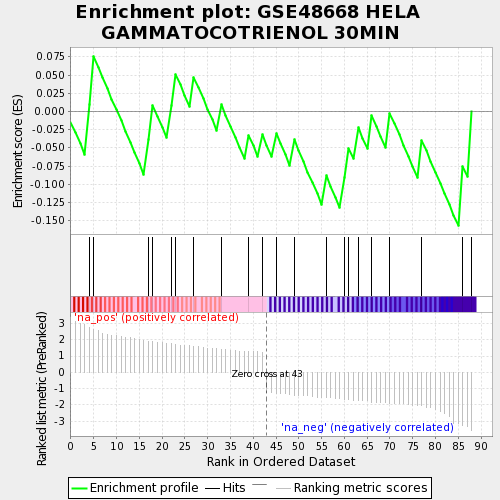 Enrichment plot: GSE48668 HELA
GAMMATOCOTRIENOL 30MIN
Enrichment score (ES)
0.075
0.050
0.025
0.000
-0.025
-0.050
-0.075
-0.100
-0.125
-0.150
'na_pos' (positively correlated)
Ranked list metric (PreRanked)
3
2
1
0
-1
-2
-3
Zero cross at 43
'na_neg' (negatively correlated)
0 5 10 15 20 25 30 35 40 45 50 55 60 65 70 75 80 85 90
Rank in Ordered Dataset
Enrichment profile Hits Ranking metric scores